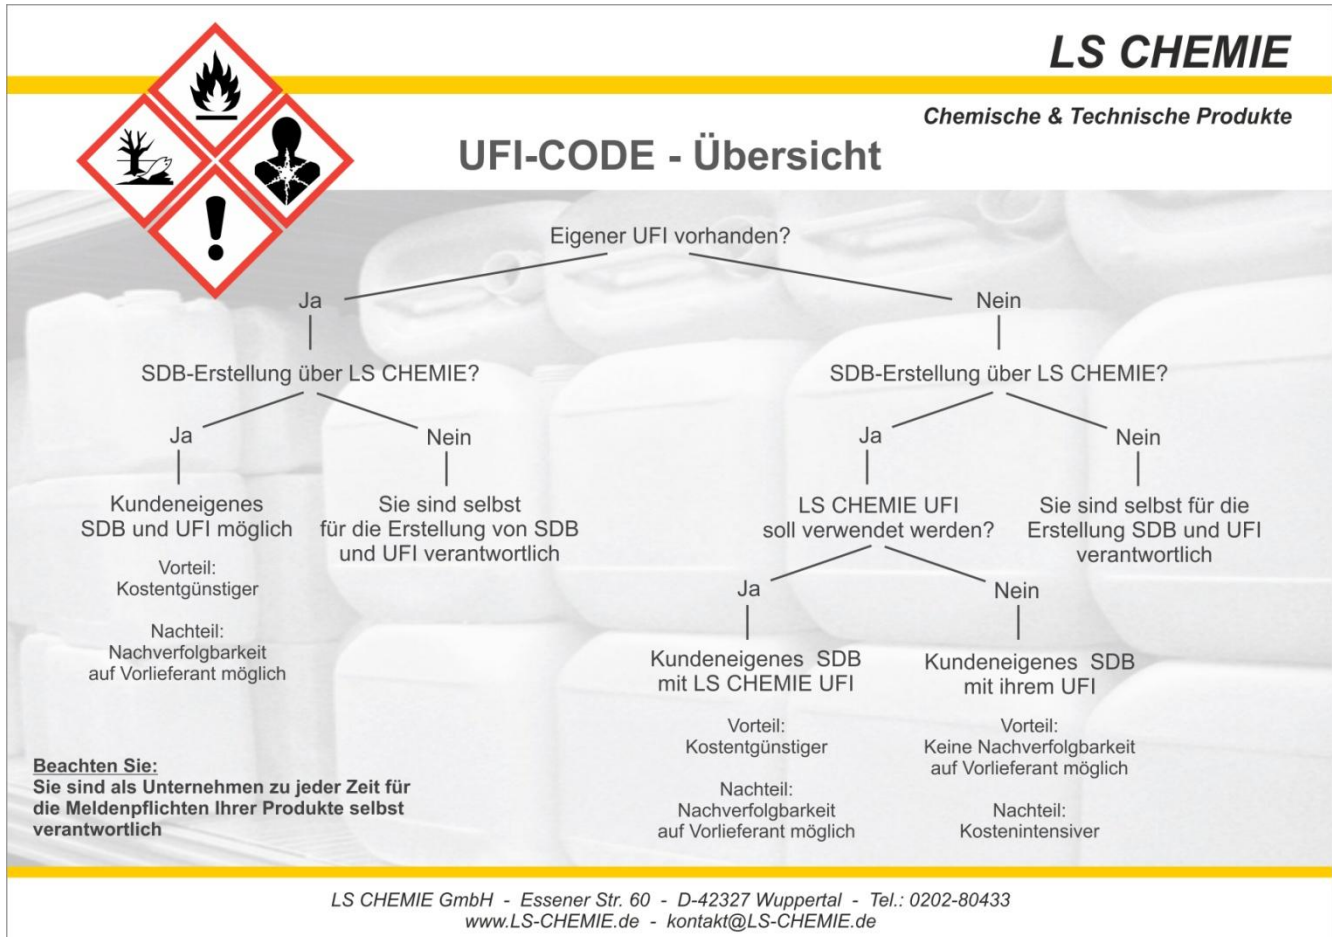 LS CHEMIE
Chemische & Technische Produkte
UFI-CODE - Übersicht
Eigener UFI vorhanden?
Ja
Nein
SDB-Erstellung über LS CHEMIE?
SDB-Erstellung über LS CHEMIE?
Ja
Nein
Ja
Nein
Kundeneigenes
SDB und UFI möglich
Vorteil:
Kostentgünstiger
Nachteil:
Nachverfolgbarkeit
auf Vorlieferant möglich
Sie sind selbst
für die Erstellung von SDB
und UFI verantwortlich
LS CHEMIE UFI
soll verwendet werden?
Sie sind selbst für die
Erstellung SDB und UFI
verantwortlich
Ja
Nein
Kundeneigenes SDB
mit LS CHEMIE UFI
Vorteil:
Kostentgünstiger
Nachteil:
Nachverfolgbarkeit
auf Vorlieferant möglich
Kundeneigenes SDB
mit ihrem UFI
Vorteil:
Keine Nachverfolgbarkeit
auf Vorlieferant möglich
Nachteil:
Kostenintensiver
Beachten Sie:
Sie sind als Unternehmen zu jeder Zeit für
die Meldenpflichten Ihrer Produkte selbst
verantwortlich
LS CHEMIE GmbH - Essener Str. 60 - D-42327 Wuppertal - Tel.: 0202-80433
www.LS-CHEMIE.de - kontakt@LS-CHEMIE.de